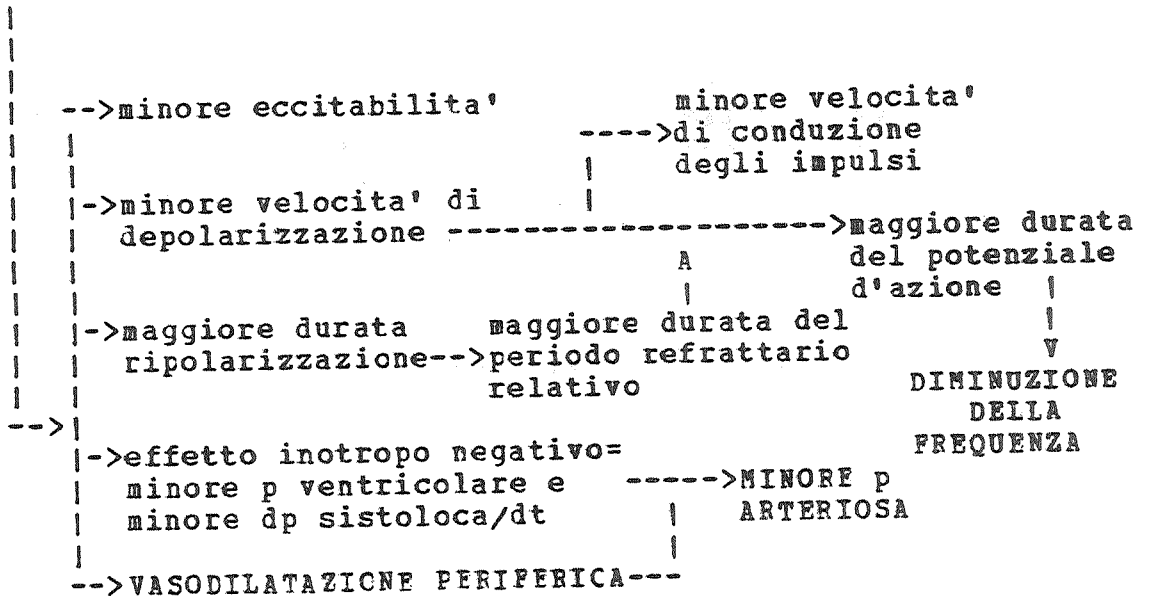 -->minore eccitabilita'
minore velocita'
---->di conduzione
degli impulsi
|->minore velocita' di
depolarizzazione -------------------->maggiore durata
del potenziale
d'azione
A
|->maggiore durata
ripolarizzazione-->periodo refrattario
maggiore durata del
relativo
V
DIMINUZIONE
DELLA
FREQUENZA
-->|
|->effetto inotropo negativo=
minore p ventricolare e
minore dp sistoloca/dt
----->MINORE p
ARTERIOSA
-->VASODILATAZIONE PERIFERICA---